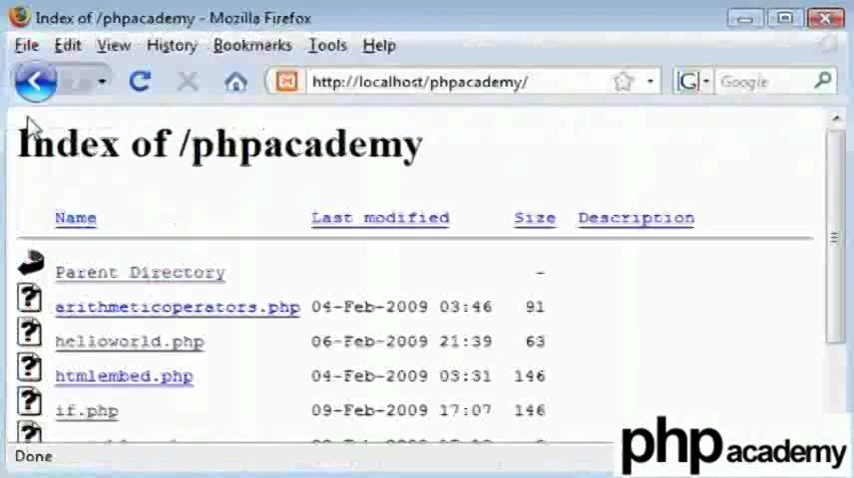 Index of /phpacademy - Mozilla Firefox
File Edit View History Bookmarks Tools Help
http://localhost/phpacademy/ G Google
Index of /phpacademy
Name Last modified Size Description
Parent Directory -
arithmeticoperators.php 04-Feb-2009 03:46 91
helloworld.php 06-Feb-2009 21:39 63
htmlembed.php 04-Feb-2009 03:31 146
if.php 09-Feb-2009 17:07 146
Done
php academy